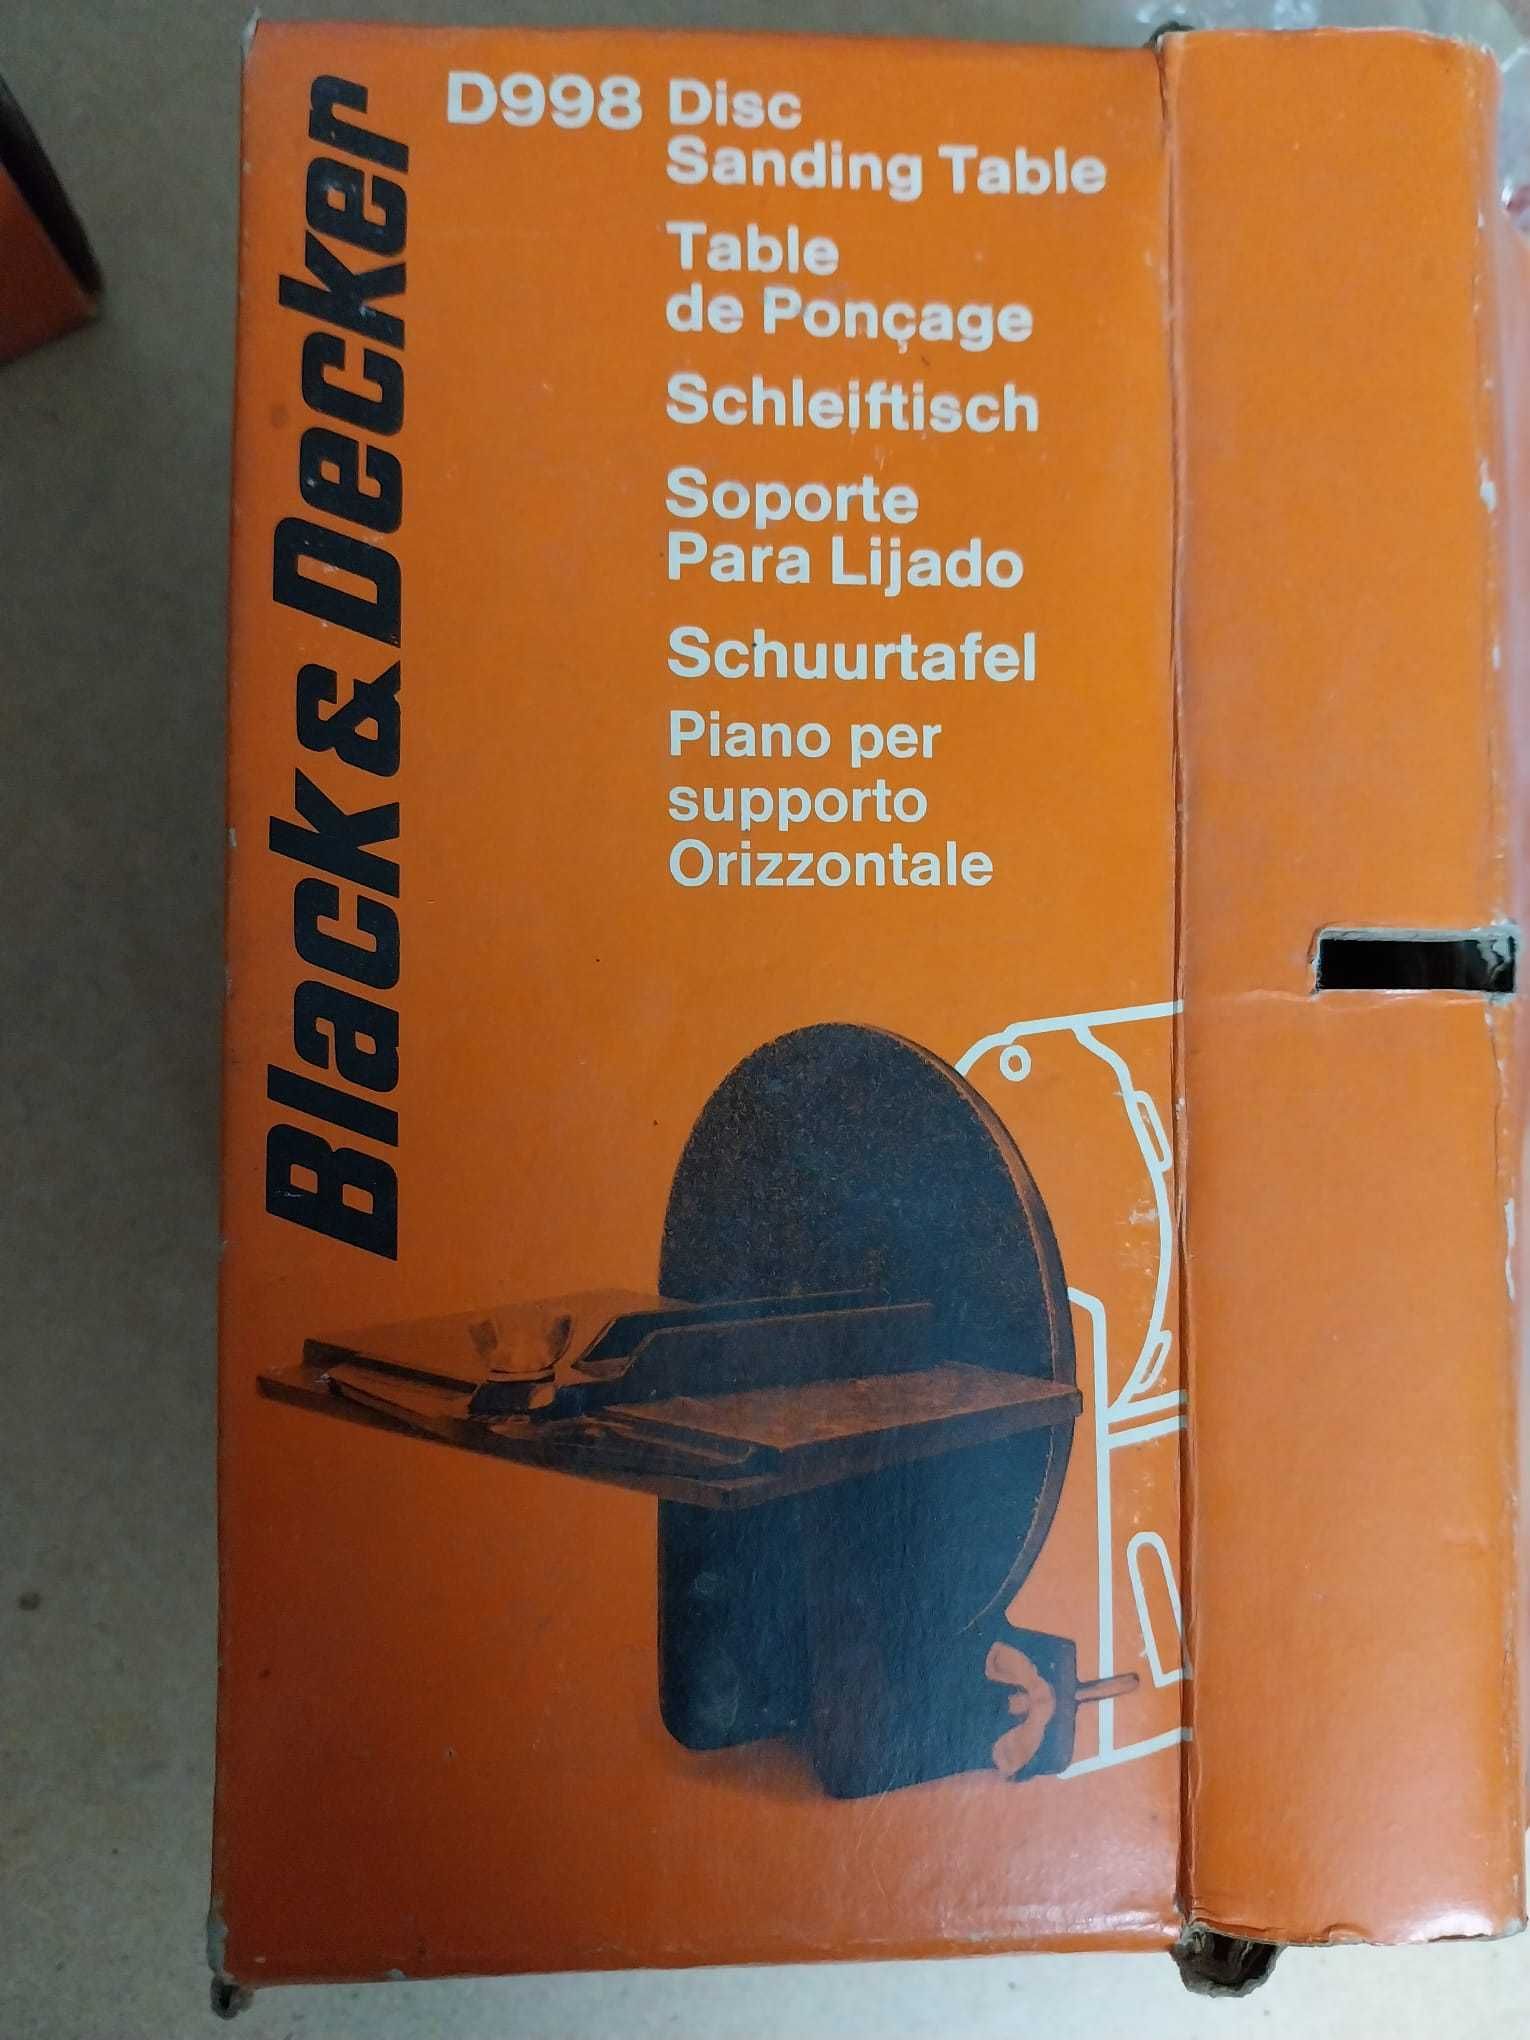 Black & Decker
D998 Disc
Sanding Table
Table
de Ponçage
Schleiftisch
Soporte
Para Lijado
Schuurtafel
Piano per
supporto
Orizzontale